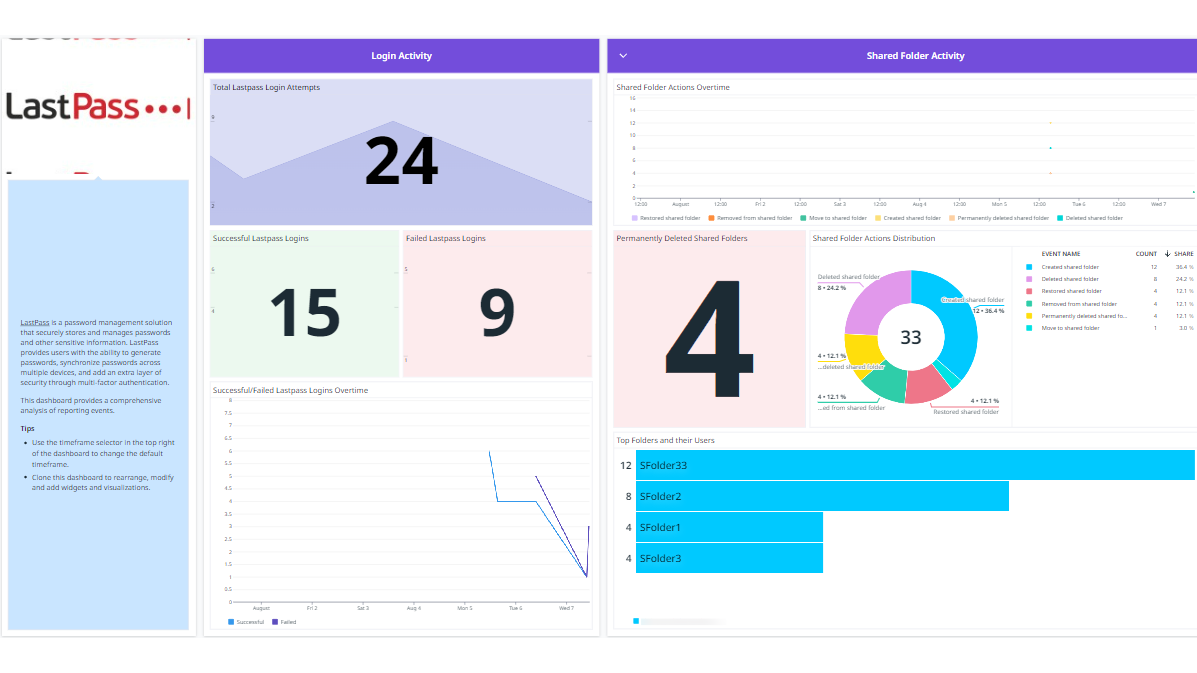 LastPass
LastPass is a password management solution
that securely stores and manages passwords
and other sensitive information. LastPass
provides users with the ability to generate
passwords, synchronize passwords across
multiple devices, and add an extra layer of
security through multi-factor authentication.
This dashboard provides a comprehensive
analysis of reporting events.
Tips
Use the timeframe selector in the top right
of the dashboard to change the default
timeframe.
Clone this dashboard to rearrange, modify
and add widgets and visualizations.
Login Activity
Total Lastpass Login Attempts
9
24
2
Successful Lastpass Logins
15
Failed Lastpass Logins
5
9
Successful/Failed Lastpass Logins Overtime
8
7.5
7
6.5
6
5.5
5
4.5
4
3.5
3
2.5
2
1.5
1
0.5
0
August Fri 2 Sat 3 Aug 4 Mon 5 Tue 6 Wed 7
Successful Failed
Shared Folder Activity
Shared Folder Actions Overtime
16
14
12
10
8
6
4
2
0
12:00 August 12:00 Fri 2 12:00 Sat 3 12:00 Aug 4 12:00 Mon 5 12:00 Tue 6 12:00 Wed 7
Restored shared folder Removed from shared folder Move to shared folder Created shared folder Permanently deleted shared folder Deleted shared folder
Permanently Deleted Shared Folders
4
Shared Folder Actions Distribution
Deleted shared folder
8 • 24.2 %
Created shared folder
12 • 36.4 %
33
4 • 12.1 %
...deleted shared folder
4 • 12.1 %
...ed from shared folder
4 • 12.1 %
Restored shared folder
EVENT NAME COUNT SHARE
Created shared folder 12 36.4 %
Deleted shared folder 8 24.2 %
Restored shared folder 4 12.1 %
Removed from shared folder 4 12.1 %
Permanently deleted shared fo... 4 12.1 %
Move to shared folder 1 3.0 %
Top Folders and their Users
12 SFolder33
8 SFolder2
4 SFolder1
4 SFolder3